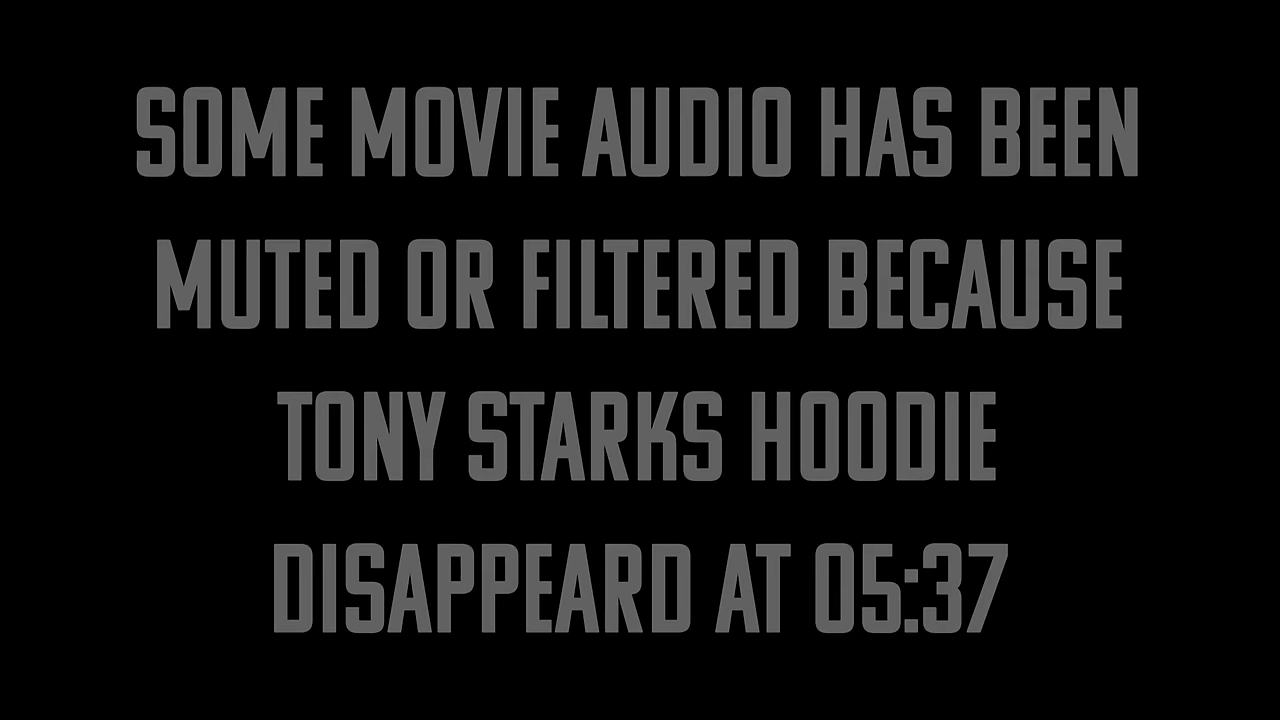 SOME MOVIE AUDIO HAS BEEN
MUTED OR FILTERED BECAUSE
TONY STARKS HOODIE
DISAPPEARD AT 05:37